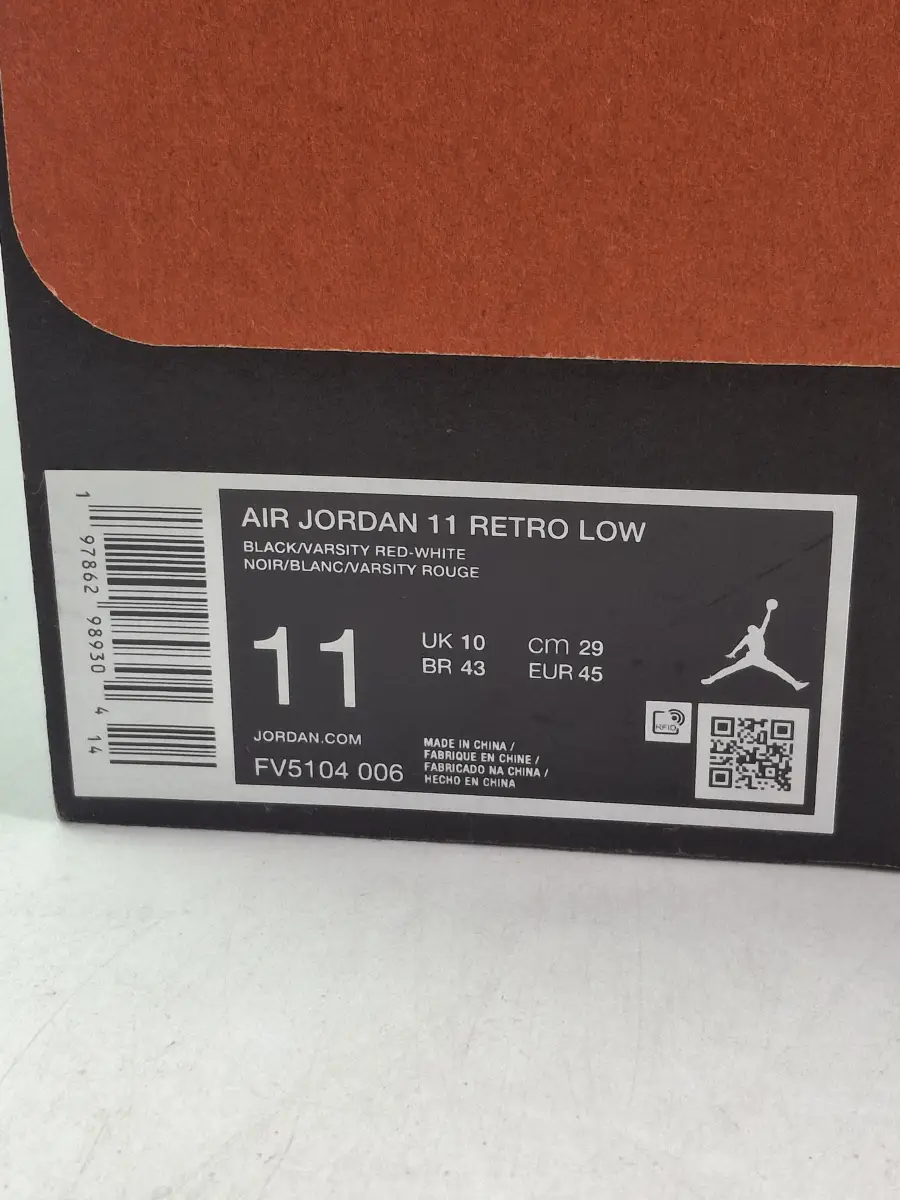 AIR JORDAN 11 RETRO LOW
BLACK/VARSITY RED-WHITE
NOIR/BLANC/VARSITY ROUGE
11
UK 10
BR 43
cm 29
EUR 45
JORDAN.COM
FV5104 006
MADE IN CHINA /
FABRIQUE EN CHINE /
FABRICADO NA CHINA /
HECHO EN CHINA
RFID
1 97862 98930 4 14